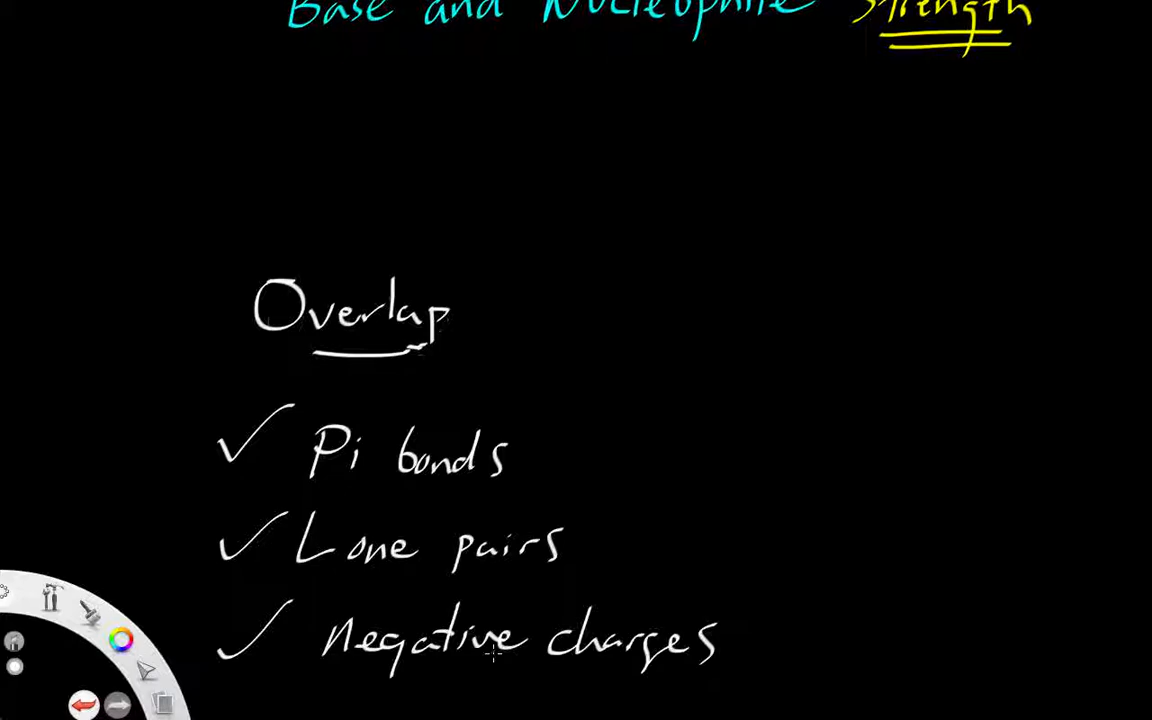 Base and Nucleophile Strength
Overlap
✓ Pi bonds
✓ Lone pairs
✓ negative charges